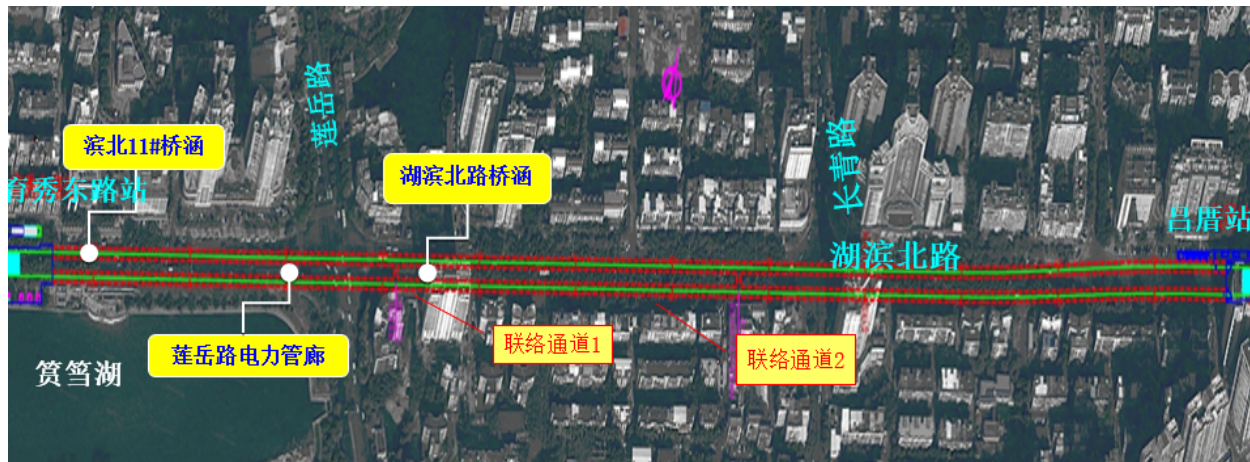 莲岳路
滨北11#桥涵
湖滨北路桥涵
长青路
育秀东路站
吕厝站
湖滨北路
联络通道1
莲岳路电力管廊
联络通道2
筼筜湖